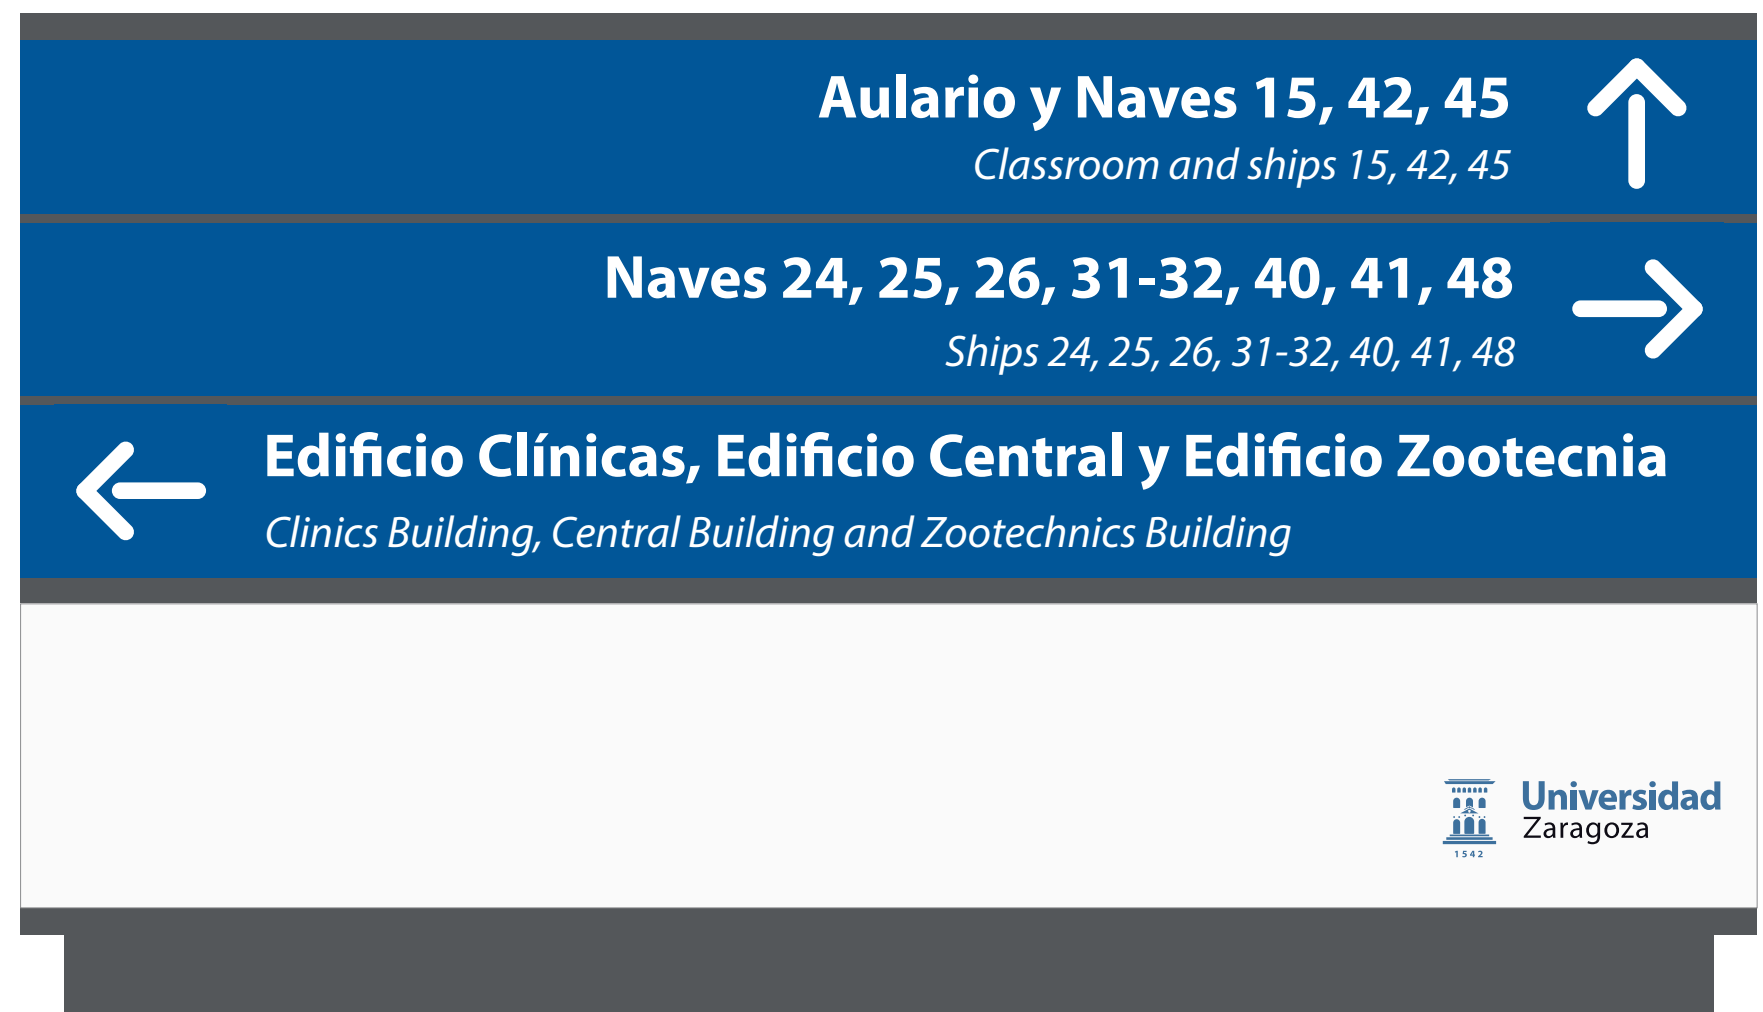 Aulario y Naves 15, 42, 45
Classroom and ships 15, 42, 45
Naves 24, 25, 26, 31-32, 40, 41, 48
Ships 24, 25, 26, 31-32, 40, 41, 48
Edificio Clínicas, Edificio Central y Edificio Zootecnia
Clinics Building, Central Building and Zootechnics Building
Universidad
Zaragoza
1542